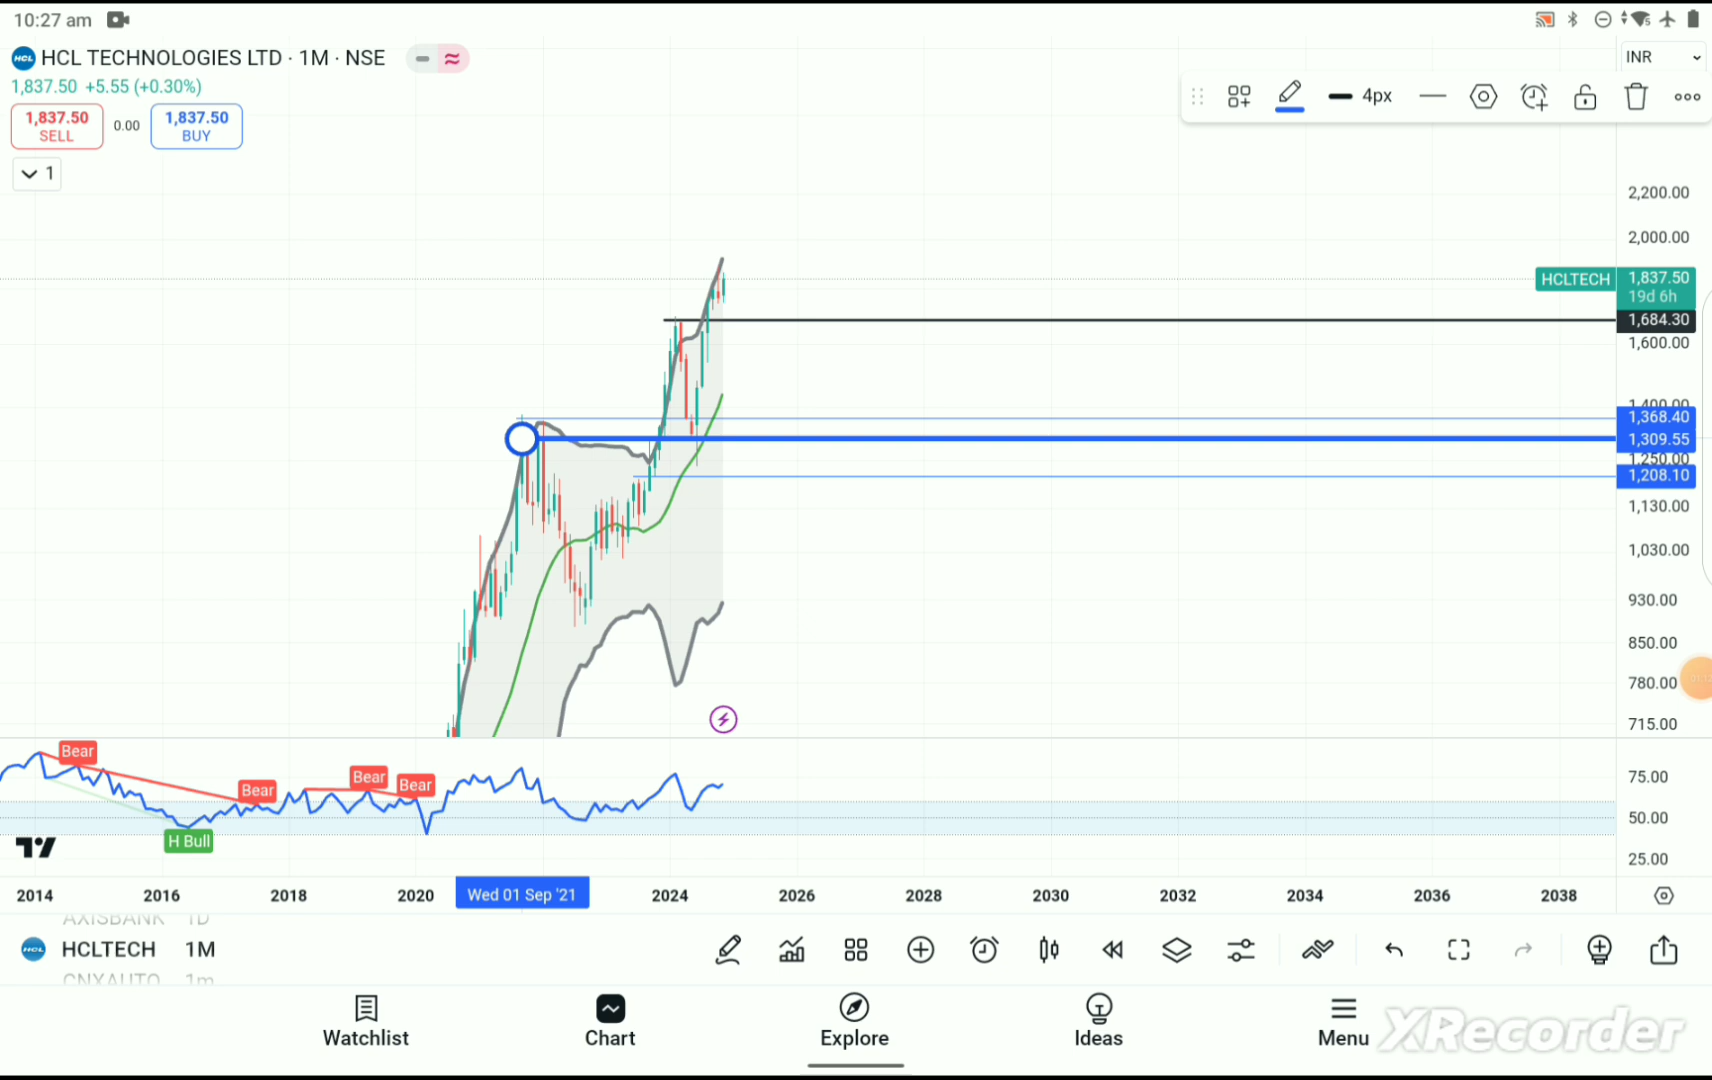 10:27 am
HCL TECHNOLOGIES LTD · 1M · NSE
INR
1,837.50 +5.55 (+0.30%)
1,837.50
SELL
0.00
1,837.50
BUY
4px
1
2,200.00
2,000.00
HCLTECH 1,837.50
19d 6h
1,684.30
1,600.00
1,400.00
1,368.40
1,309.55
1,250.00
1,208.10
1,130.00
1,030.00
930.00
850.00
780.00
715.00
Bear
Bear
Bear
Bear
H Bull
75.00
50.00
25.00
2014 2016 2018 2020 Wed 01 Sep '21 2024 2026 2028 2030 2032 2034 2036 2038
AXISBANK 1D
HCL HCLTECH 1M
CNXAUTO 1m
Watchlist Chart Explore Ideas Menu
XRecorder